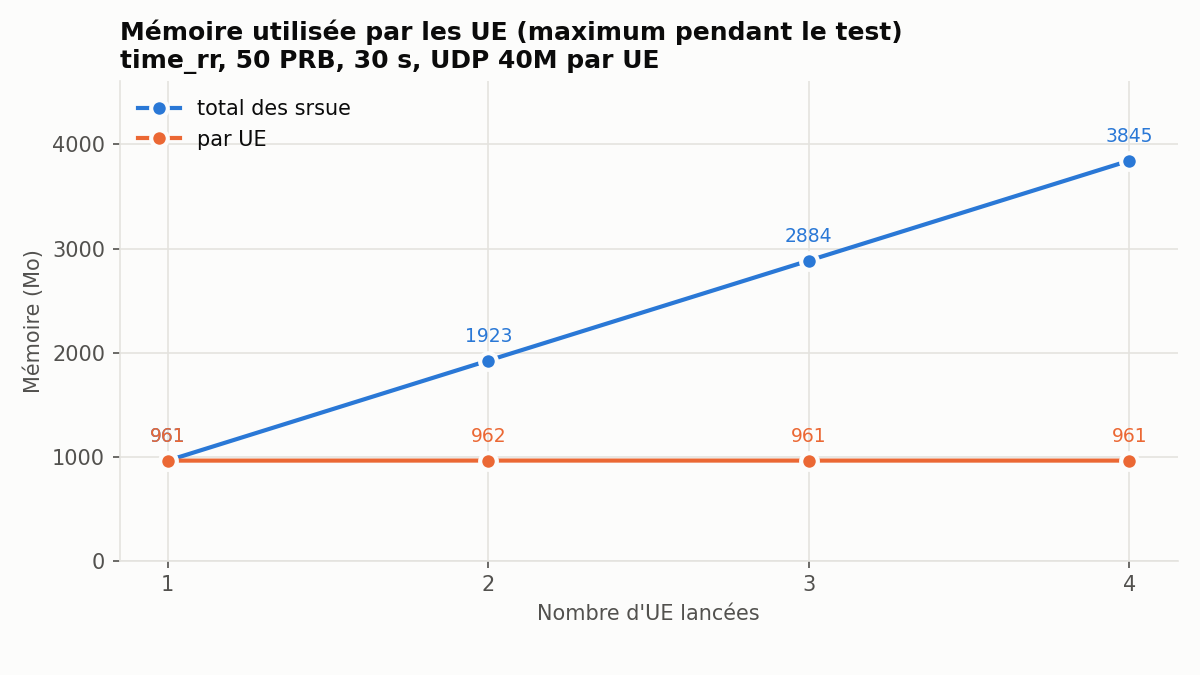 Mémoire utilisée par les UE (maximum pendant le test)
time_rr, 50 PRB, 30 s, UDP 40M par UE
total des srsue
par UE
Mémoire (Mo)
4000
3000
2000
1000
0
3845
2884
1923
961
962
961
961
1
2
3
4
Nombre d'UE lancées